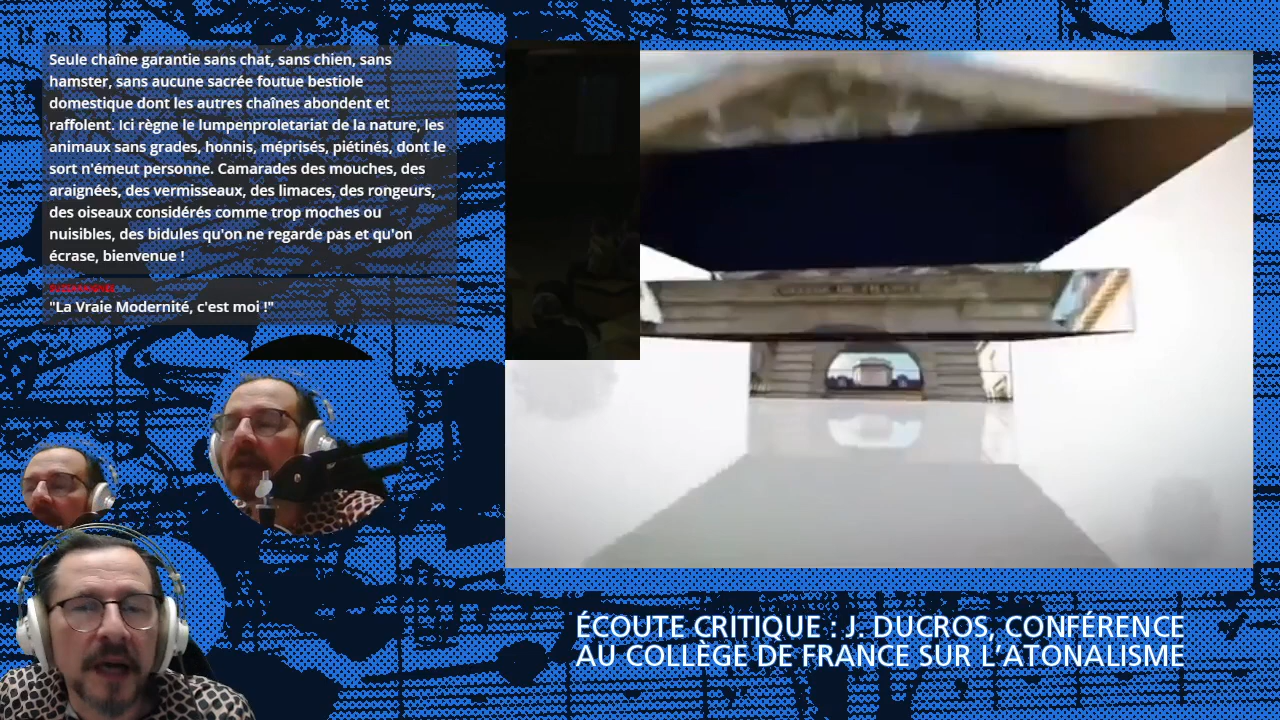 Seule chaîne garantie sans chat, sans chien, sans
hamster, sans aucune sacrée foutue bestiole
domestique dont les autres chaînes abondent et
raffolent. Ici règne le lumpenproletariat de la nature, les
animaux sans grades, honnis, méprisés, piétinés, dont le
sort n'émeut personne. Camarades des mouches, des
araignées, des vermisseaux, des limaces, des rongeurs,
des oiseaux considérés comme trop moches ou
nuisibles, des bidules qu'on ne regarde pas et qu'on
écrase, bienvenue !
"La Vraie Modernité, c'est moi !"
ÉCOUTE CRITIQUE : J. DUCROS, CONFÉRENCE
AU COLLÈGE DE FRANCE SUR L’ATONALISME